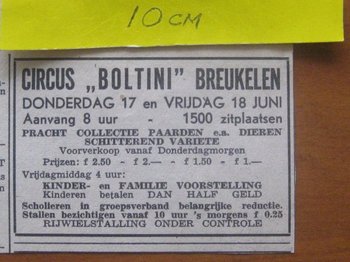 10 CM
CIRCUS „BOLTINI" BREUKELEN
DONDERDAG 17 en VRIJDAG 18 JUNI
Aanvang 8 uur - 1500 zitplaatsen
PRACHT COLLECTIE PAARDEN e.a. DIEREN
SCHITTEREND VARIETE
Voorverkoop vanaf Donderdagmorgen
Prijzen: f 2.50 - f 2.— - f 1.50 - f 1.—
Vrijdagmiddag 4 uur:
KINDER- en FAMILIE VOORSTELLING
Kinderen betalen DAN HALF GELD
Scholieren in groepsverband belangrijke reductie.
Stallen bezichtigen vanaf 10 uur 's morgens f 0.25
RIJWIELSTALLING ONDER CONTROLE